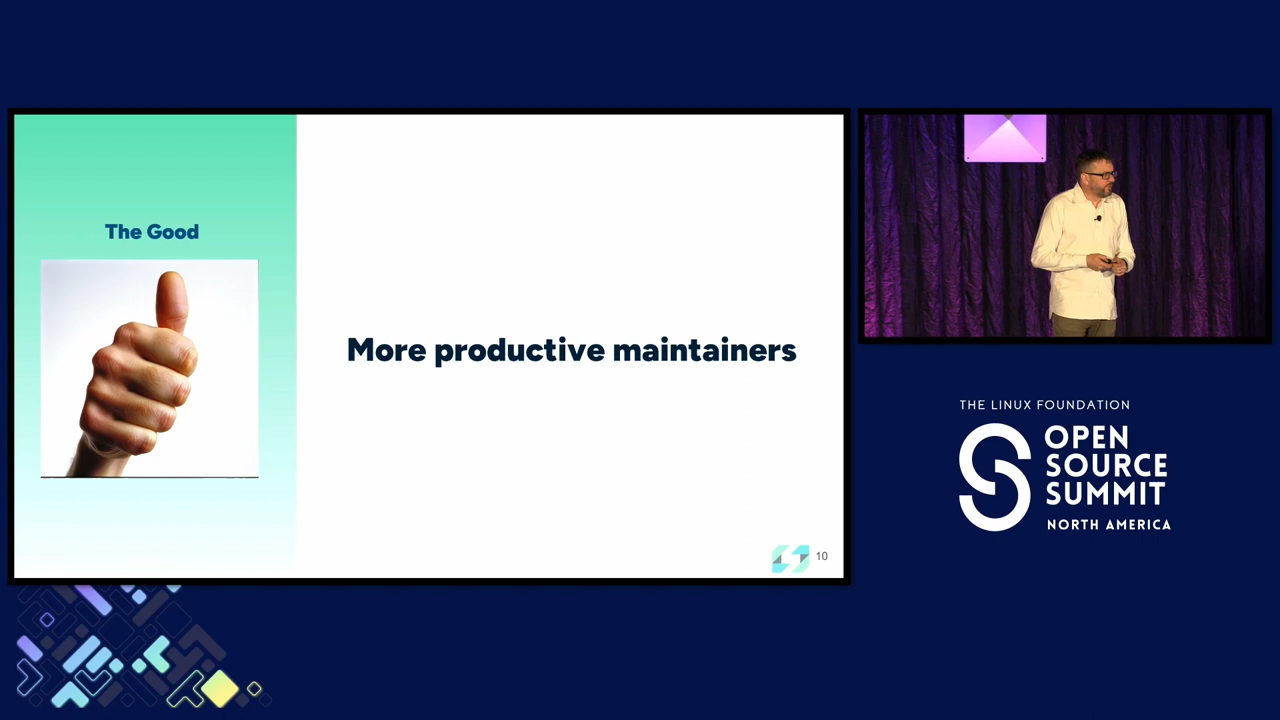 The Good
More productive maintainers
10
THE LINUX FOUNDATION
OPEN
SOURCE
SUMMIT
NORTH AMERICA